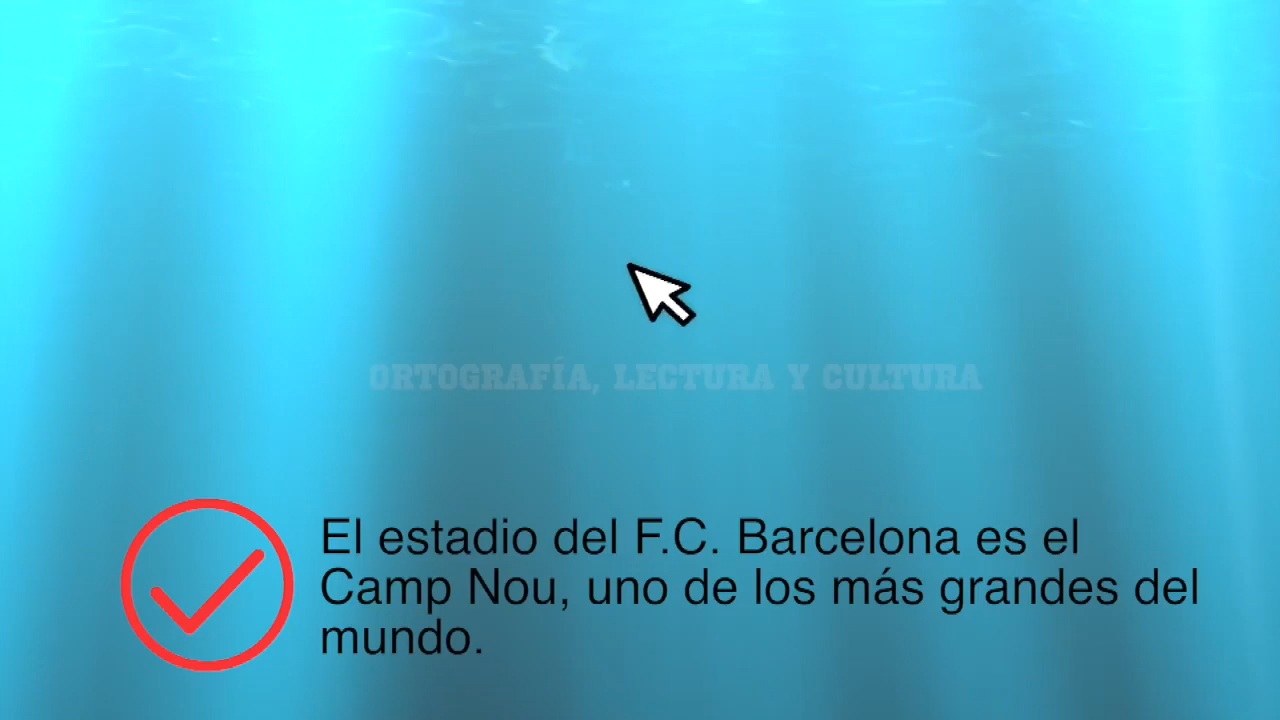 ORTOGRAFÍA, LECTURA Y CULTURA
El estadio del F.C. Barcelona es el
Camp Nou, uno de los más grandes del
mundo.